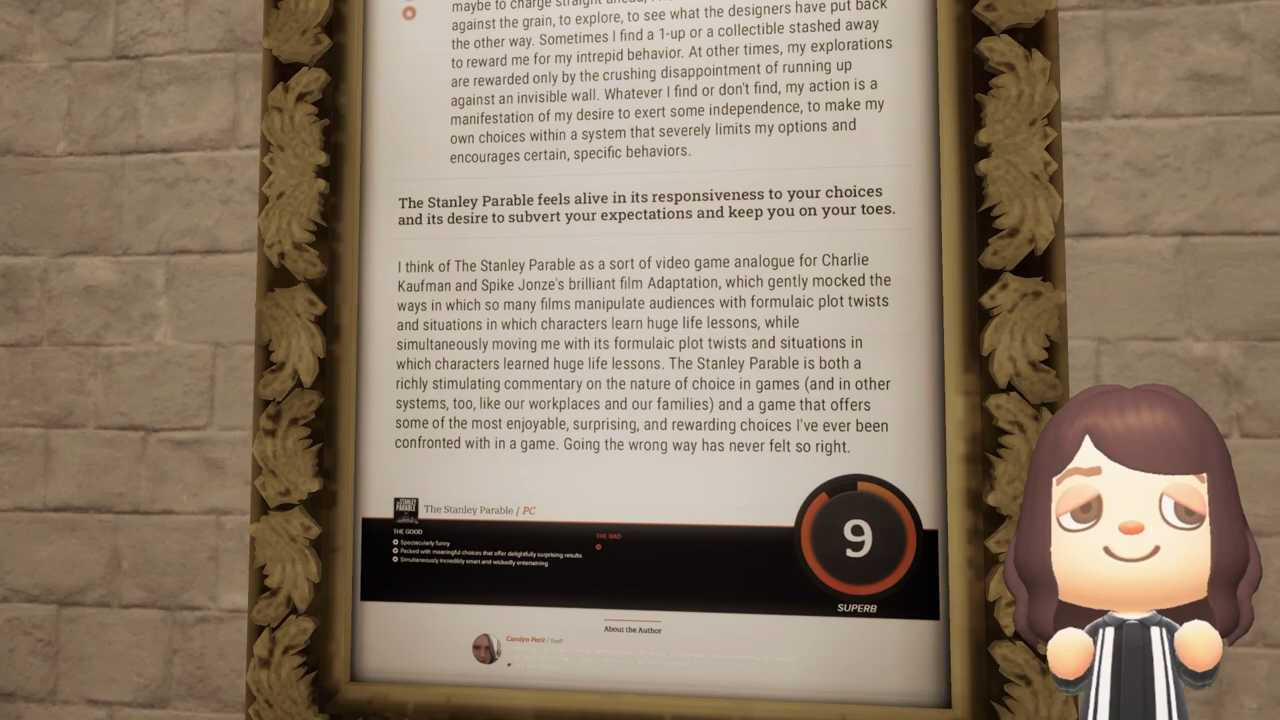 maybe to charge straight ahead,
against the grain, to explore, to see what the designers have put back
the other way. Sometimes I find a 1-up or a collectible stashed away
to reward me for my intrepid behavior. At other times, my explorations
are rewarded only by the crushing disappointment of running up
against an invisible wall. Whatever I find or don't find, my action is a
manifestation of my desire to exert some independence, to make my
own choices within a system that severely limits my options and
encourages certain, specific behaviors.
The Stanley Parable feels alive in its responsiveness to your choices
and its desire to subvert your expectations and keep you on your toes.
I think of The Stanley Parable as a sort of video game analogue for Charlie
Kaufman and Spike Jonze's brilliant film Adaptation, which gently mocked the
ways in which so many films manipulate audiences with formulaic plot twists
and situations in which characters learn huge life lessons, while
simultaneously moving me with its formulaic plot twists and situations in
which characters learned huge life lessons. The Stanley Parable is both a
richly stimulating commentary on the nature of choice in games (and in other
systems, too, like our workplaces and our families) and a game that offers
some of the most enjoyable, surprising, and rewarding choices I've ever been
confronted with in a game. Going the wrong way has never felt so right.
The Stanley Parable / PC
THE GOOD
Spectacularly funny
Packed with meaningful choices that offer delightfully surprising results
Simultaneously incredibly smart and wickedly entertaining
THE BAD
9
SUPERB
About the Author
Carolyn Petit / Staff